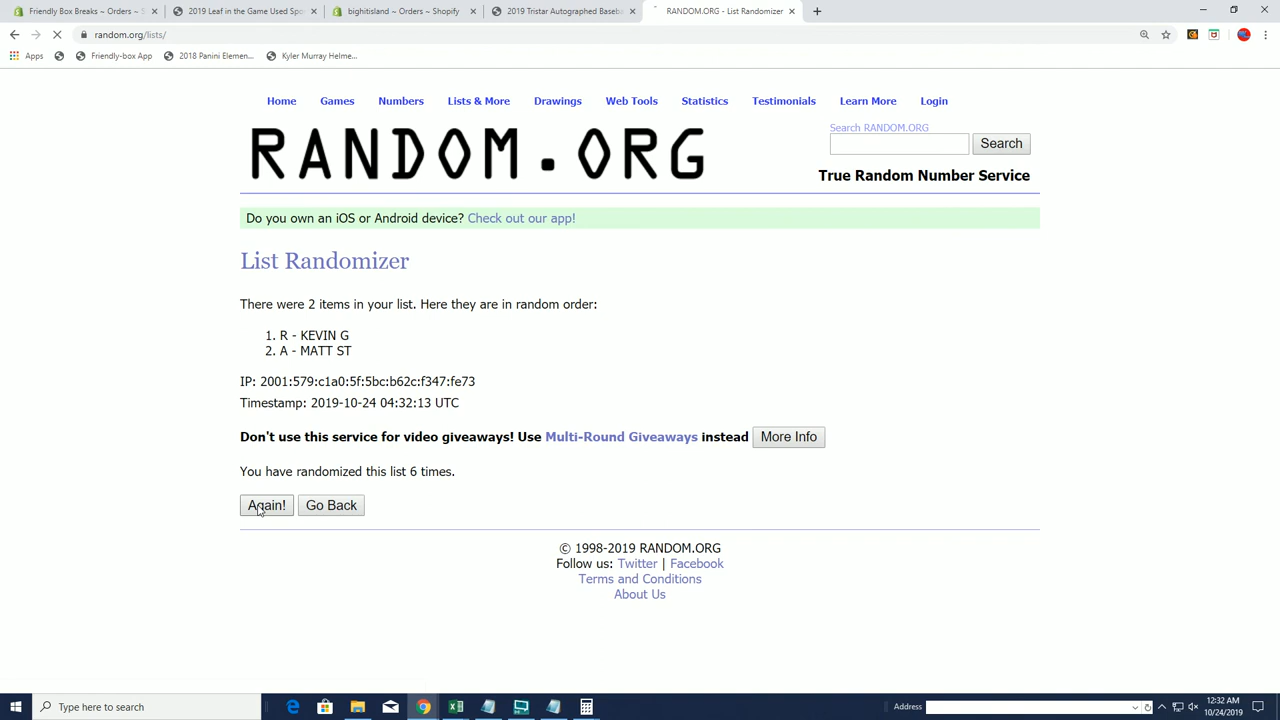 Friendly Box Breaks ~ Orders ~ S
2019 Leaf in the Game Used Spor
bighitisland ~ Orders ~ Shopify
2019 Tristar Autographed Baseba
RANDOM.ORG - List Randomizer
random.org/lists/
Apps
Friendly-box App
2018 Panini Elemen...
Kyler Murray Helme...
Home Games Numbers Lists & More Drawings Web Tools Statistics Testimonials Learn More Login
RANDOM.ORG
Search RANDOM.ORG
Search
True Random Number Service
Do you own an iOS or Android device? Check out our app!
List Randomizer
There were 2 items in your list. Here they are in random order:
1. R - KEVIN G
2. A - MATT ST
IP: 2001:579:c1a0:5f:5bc:b62c:f347:fe73
Timestamp: 2019-10-24 04:32:13 UTC
Don't use this service for video giveaways! Use Multi-Round Giveaways instead More Info
You have randomized this list 6 times.
Again! Go Back
© 1998-2019 RANDOM.ORG
Follow us: Twitter | Facebook
Terms and Conditions
About Us
Type here to search
Address
12:32 AM
10/24/2019